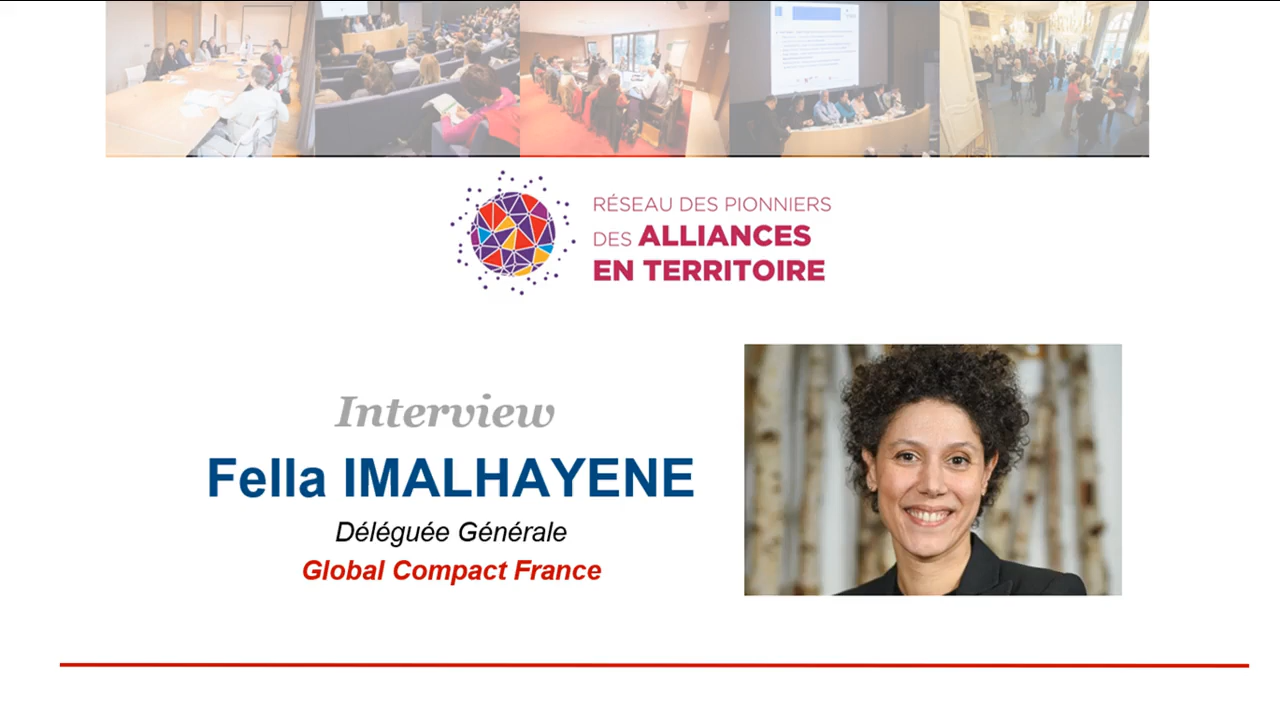 RÉSEAU DES PIONNIERS
DES ALLIANCES
EN TERRITOIRE
Interview
Fella IMALHAYENE
Déléguée Générale
Global Compact France